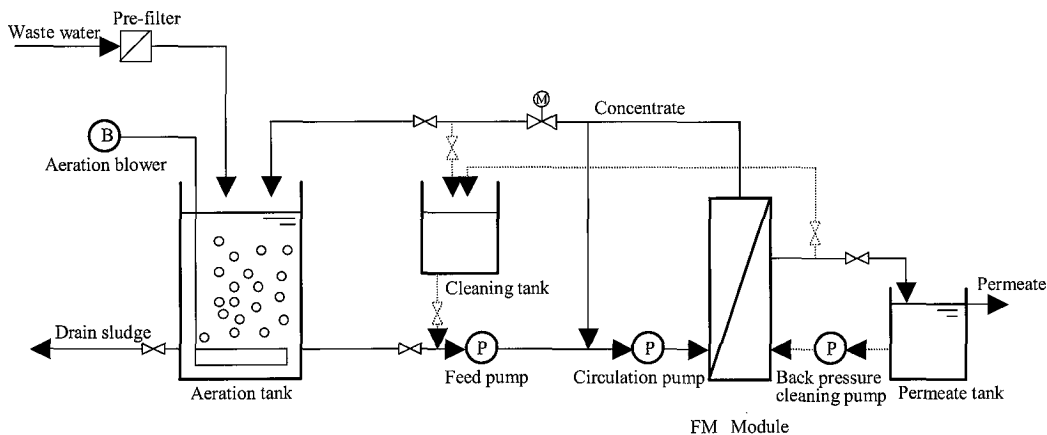 Pre-filter
Waste water
M
Concentrate
B
Aeration blower
Cleaning tank
Permeate
Drain sludge
P
P
P
Aeration tank
Feed pump
Circulation pump
Back pressure
cleaning pump
Permeate tank
FM Module